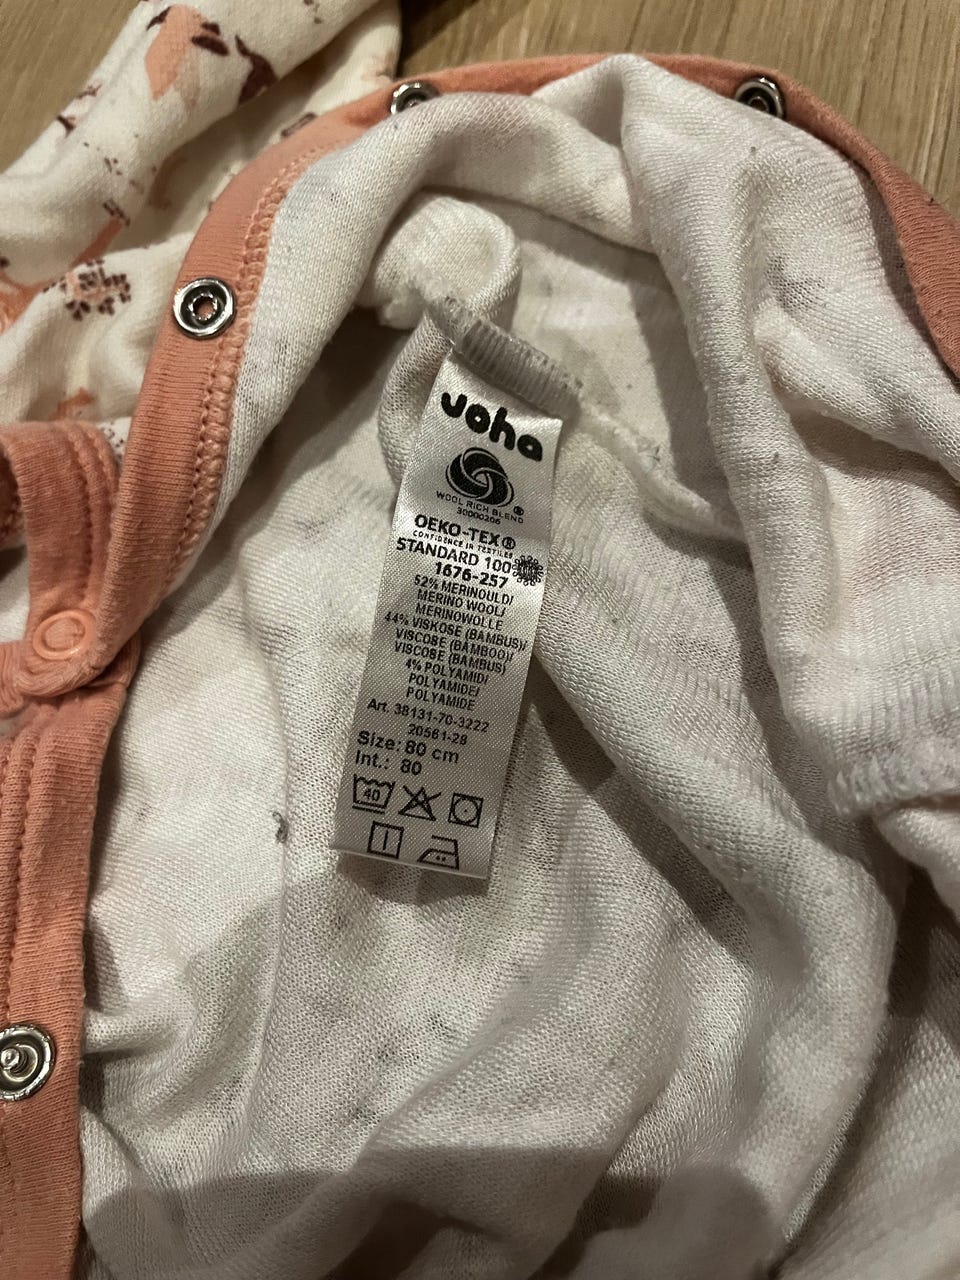 Joha
WOOL RICH BLEND ®
30000206
OEKO-TEX®
CONFIDENCE IN TEXTILES
STANDARD 100
1676-257
52% MERINOULD/
MERINO WOOL/
MERINOWOLLE
44% VISKOSE (BAMBUS)/
VISCOSE (BAMBOO)/
VISCOSE (BAMBUS)
4% POLYAMID/
POLYAMIDE/
POLYAMIDE
Art. 38131-70-3222
20561-28
Size: 80 cm
Int.: 80
40